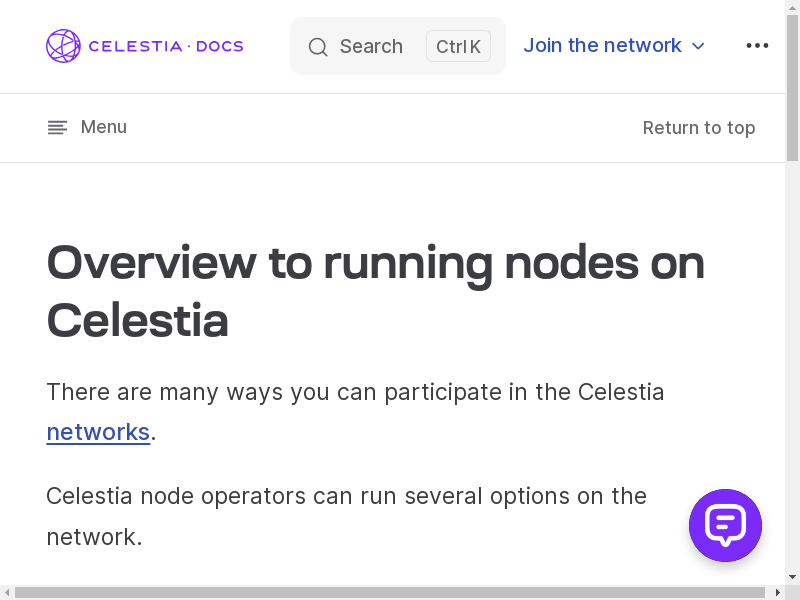 CELESTIA · DOCS
Search
Ctrl K
Join the network
Menu
Return to top
Overview to running nodes on
Celestia
There are many ways you can participate in the Celestia
networks.
Celestia node operators can run several options on the
network.